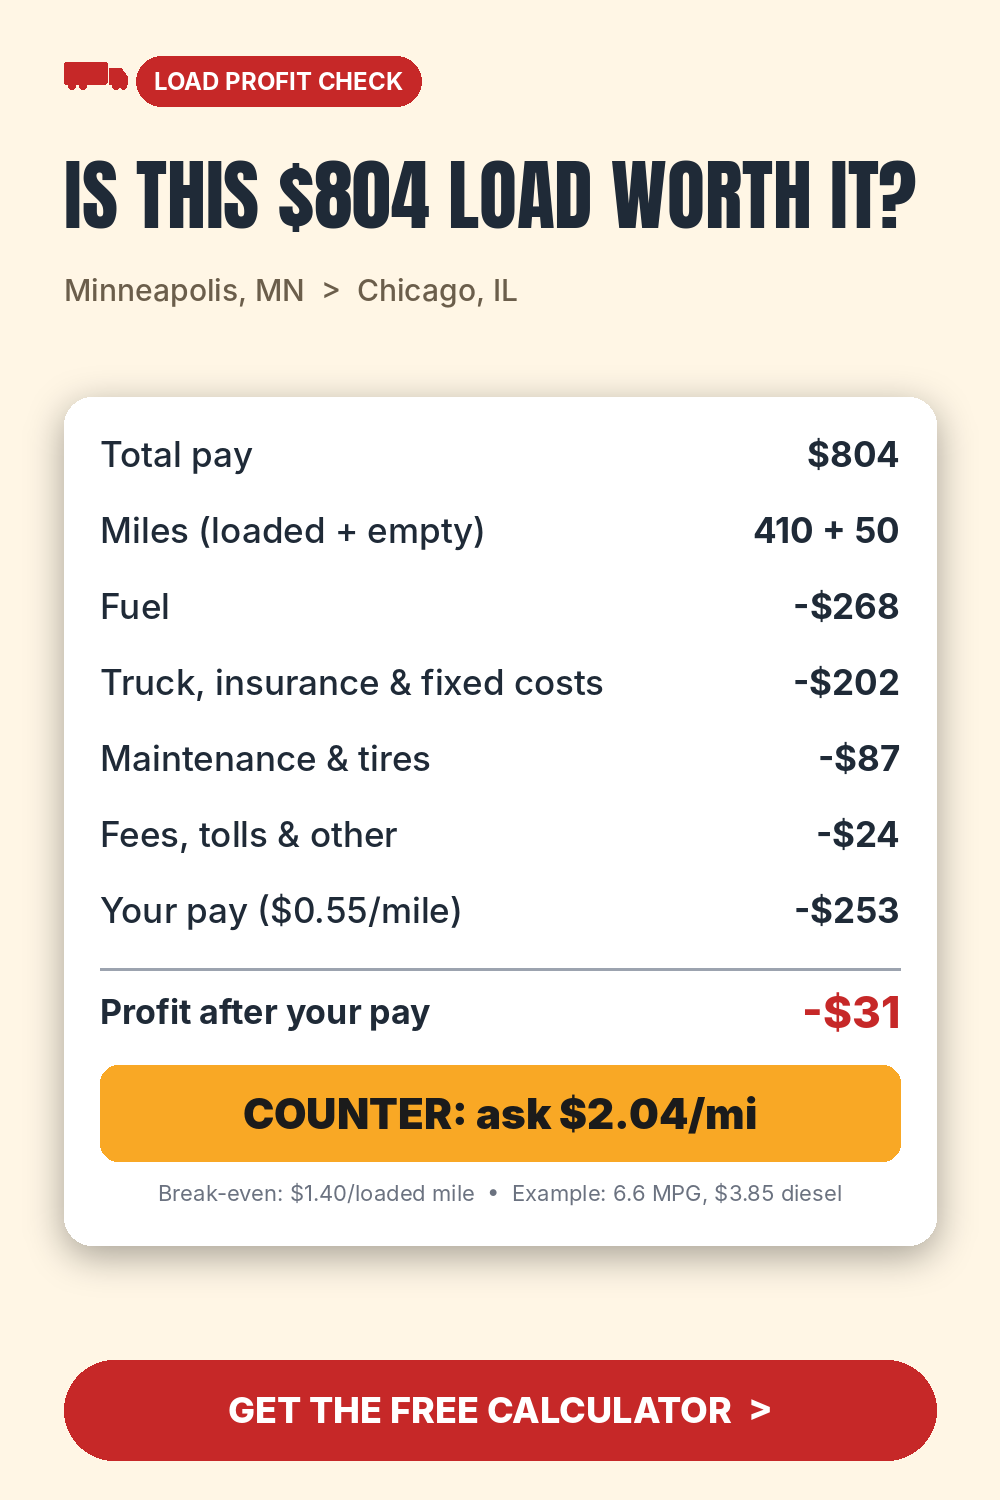 LOAD PROFIT CHECK
IS THIS $804 LOAD WORTH IT?
Minneapolis, MN > Chicago, IL
Total pay $804
Miles (loaded + empty) 410 + 50
Fuel -$268
Truck, insurance & fixed costs -$202
Maintenance & tires -$87
Fees, tolls & other -$24
Your pay ($0.55/mile) -$253
Profit after your pay -$31
COUNTER: ask $2.04/mi
Break-even: $1.40/loaded mile • Example: 6.6 MPG, $3.85 diesel
GET THE FREE CALCULATOR >